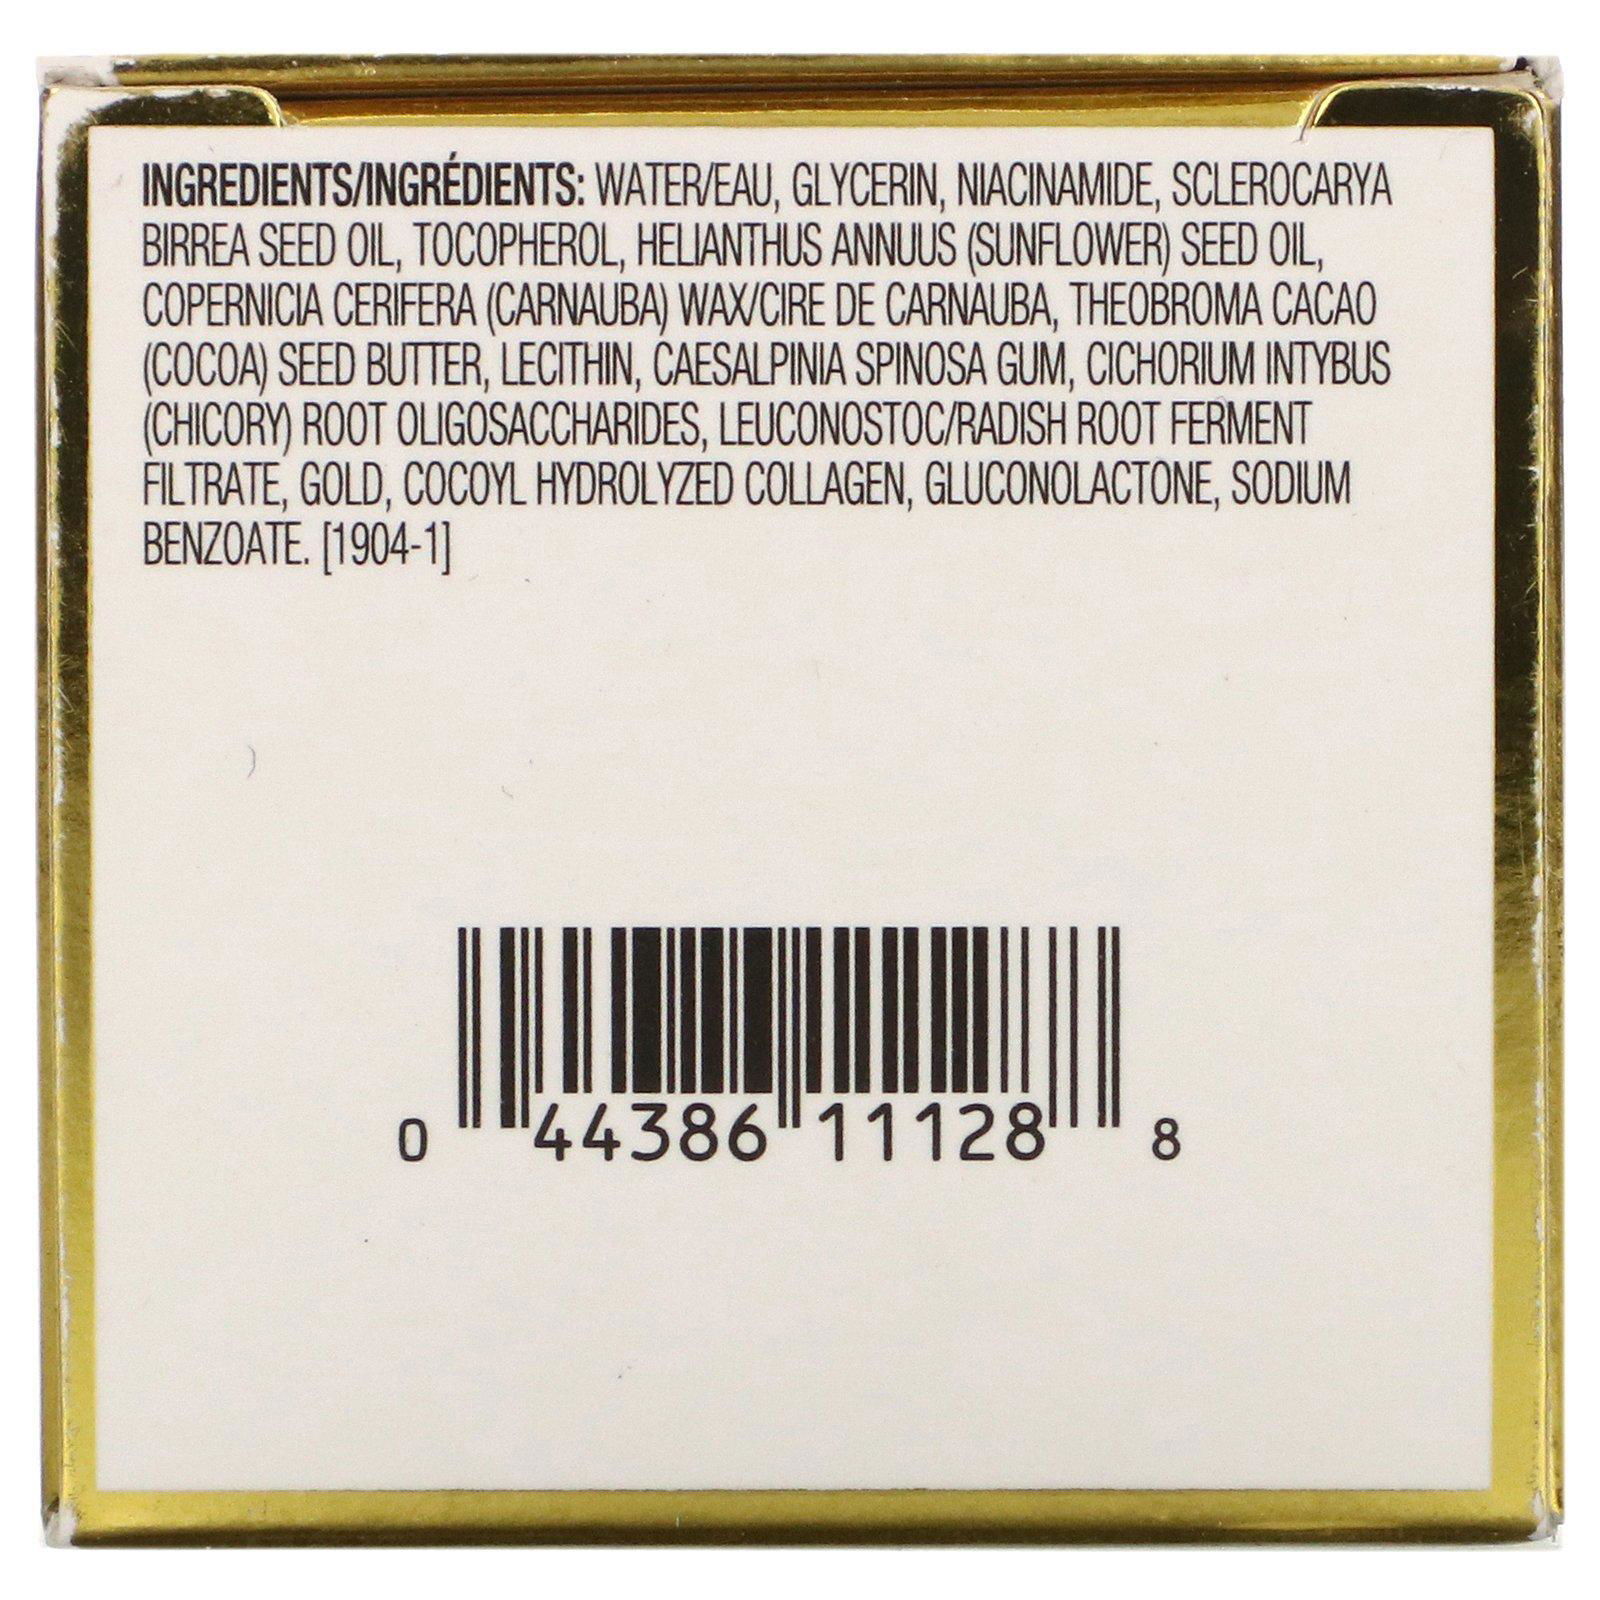 INGREDIENTS/INGRÉDIENTS: WATER/EAU, GLYCERIN, NIACINAMIDE, SCLEROCARYA
BIRREA SEED OIL, TOCOPHEROL, HELIANTHUS ANNUUS (SUNFLOWER) SEED OIL,
COPERNICIA CERIFERA (CARNAUBA) WAX/CIRE DE CARNAUBA, THEOBROMA CACAO
(COCOA) SEED BUTTER, LECITHIN, CAESALPINIA SPINOSA GUM, CICHORIUM INTYBUS
(CHICORY) ROOT OLIGOSACCHARIDES, LEUCONOSTOC/RADISH ROOT FERMENT
FILTRATE, GOLD, COCOYL HYDROLYZED COLLAGEN, GLUCONOLACTONE, SODIUM
BENZOATE. [1904-1]
0 44386 11128 8